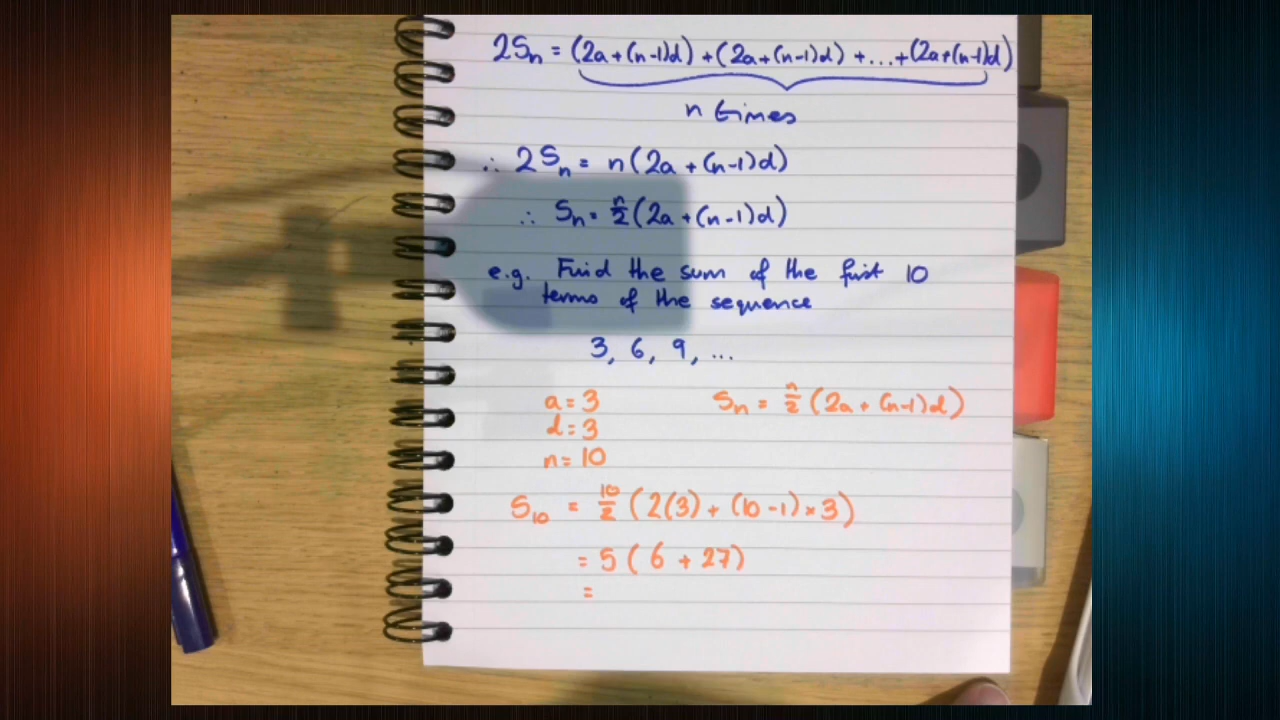 2Sₙ = (2a+(n-1)d) + (2a+(n-1)d) + ... + (2a+(n-1)d)
n times
∴ 2Sₙ = n(2a+(n-1)d)
∴ Sₙ = n/2 (2a+(n-1)d)
e.g. Find the sum of the first 10
terms of the sequence
3, 6, 9, ...
a = 3
Sₙ = n/2 (2a+(n-1)d)
d = 3
n = 10
S₁₀ = 10/2 (2(3) + (10-1)×3)
= 5 (6 + 27)
=